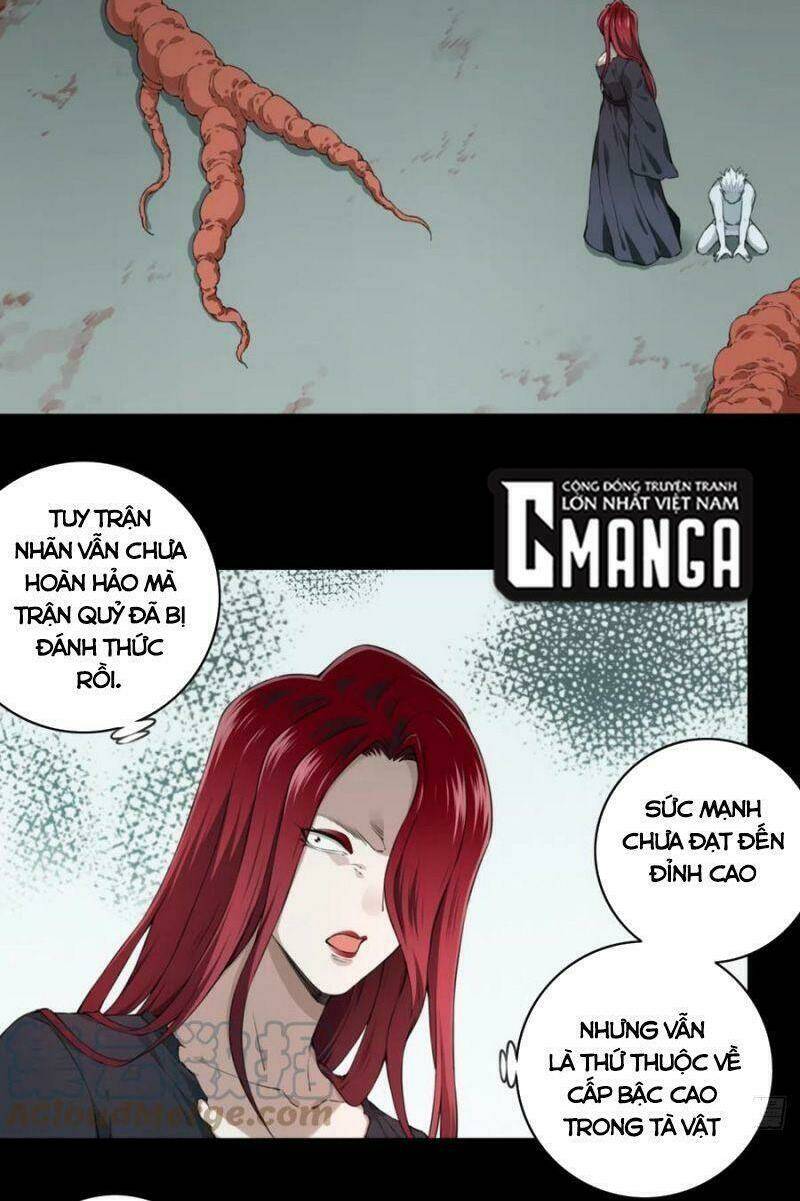 CỘNG ĐỒNG TRUYỆN TRANH
LỚN NHẤT VIỆT NAM
CMANGA
TUY TRẬN
NHÃN VẪN CHƯA
HOÀN HẢO MÀ
TRẬN QUỶ ĐÃ BỊ
ĐÁNH THỨC
RỒI.
SỨC MẠNH
CHƯA ĐẠT ĐẾN
ĐỈNH CAO
NHƯNG VẪN
LÀ THỨ THUỘC VỀ
CẤP BẬC CAO
TRONG TÀ VẬT
ACloudMerge.com